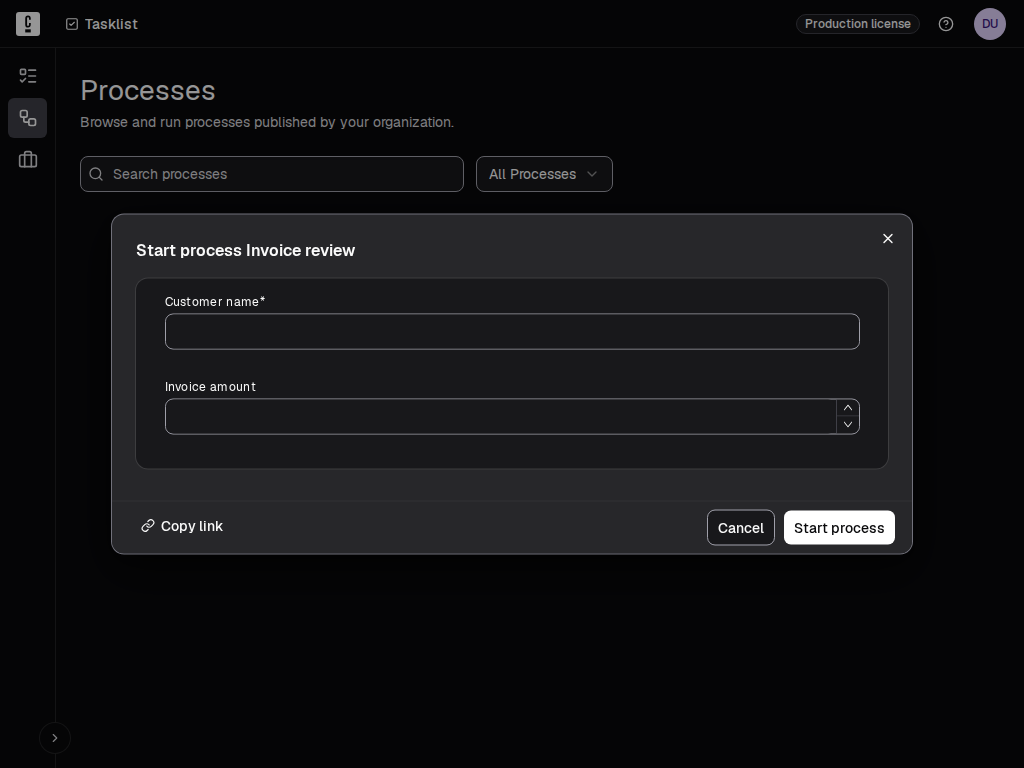 Tasklist
Production license
DU
Processes
Browse and run processes published by your organization.
Search processes
All Processes
Start process Invoice review
Customer name*
Invoice amount
Copy link
Cancel
Start process